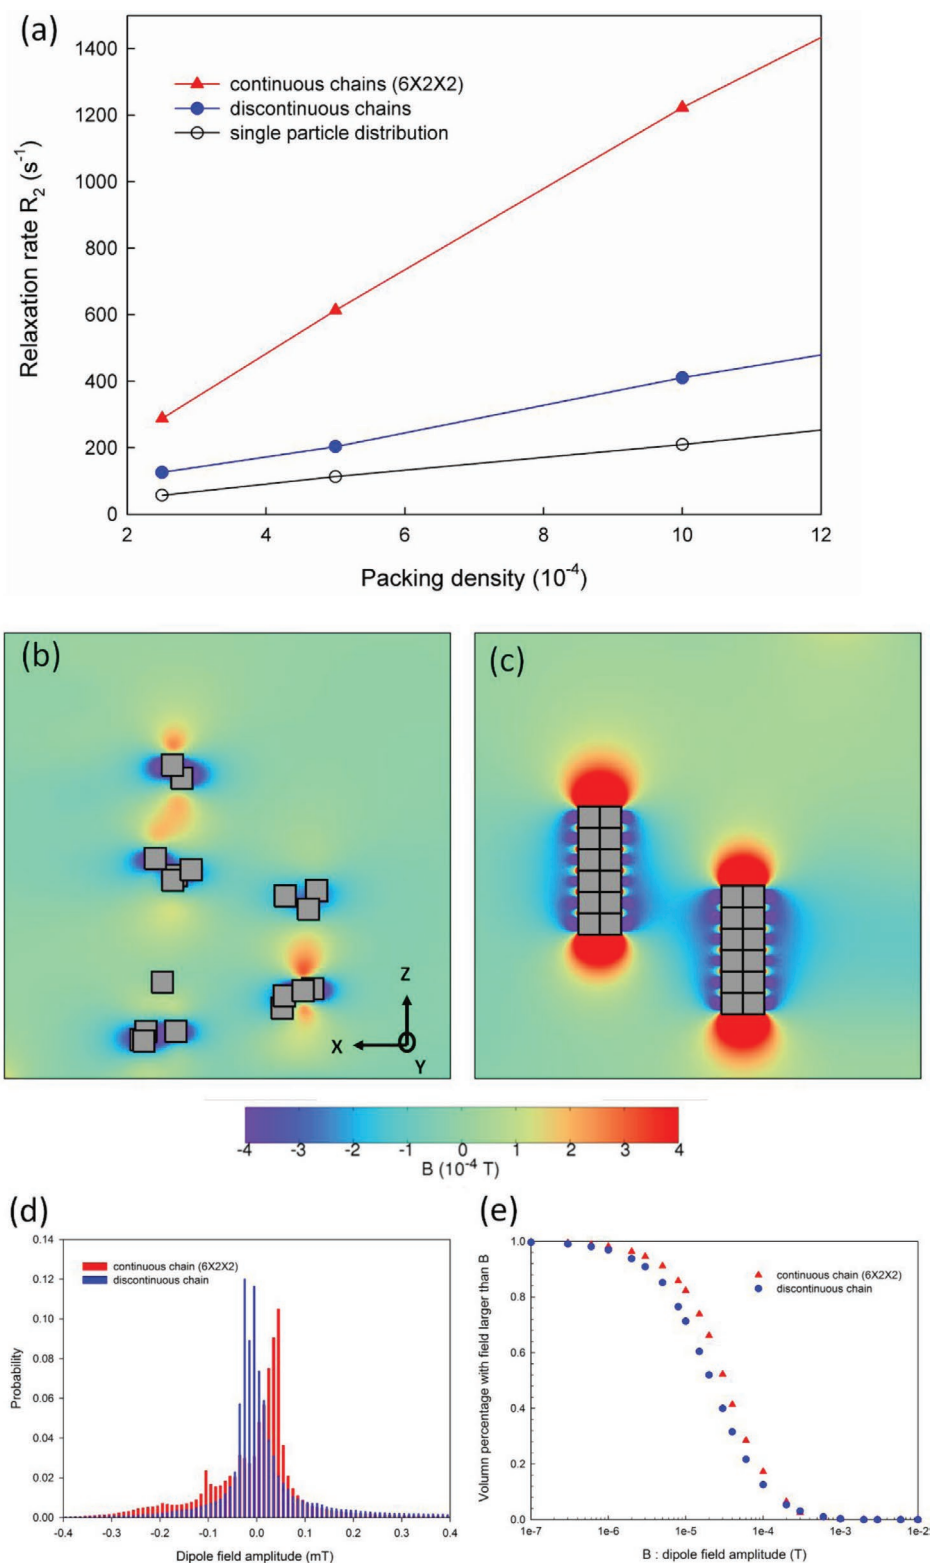 (a)
1400
1200
1000
800
600
400
200
0
Relaxation rate R2 (s-1)
continuous chains (6X2X2)
discontinuous chains
single particle distribution
2 4 6 8 10 12
Packing density (10-4)
(b)
(c)
Z
X
Y
-4 -3 -2 -1 0 1 2 3 4
B (10-4 T)
(d)
0.14
0.12
0.10
0.08
0.06
0.04
0.02
0.00
Probability
continuous chain (6X2X2)
discontinuous chain
-0.4 -0.3 -0.2 -0.1 0.0 0.1 0.2 0.3 0.4
Dipole field amplitude (mT)
(e)
1.0
0.8
0.6
0.4
0.2
0.0
Volumn percentage with field larger than B
continuous chain (6X2X2)
discontinuous chain
1e-7 1e-6 1e-5 1e-4 1e-3 1e-2
B : dipole field amplitude (T)